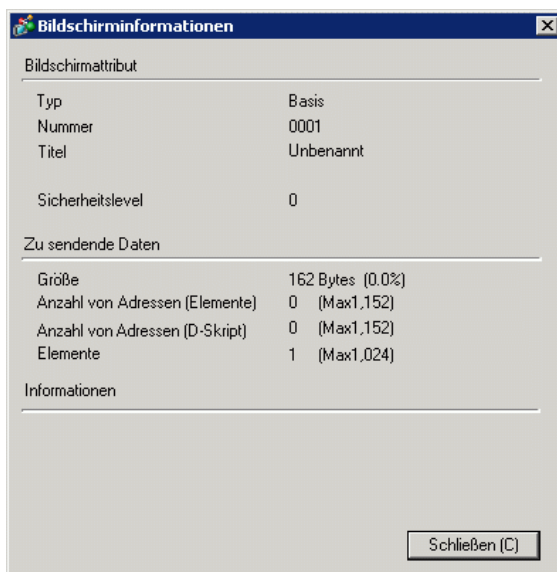 Bildschirminformationen
Bildschirmattribut
Typ Basis
Nummer 0001
Titel Unbenannt
Sicherheitslevel 0
Zu sendende Daten
Größe 162 Bytes (0.0%)
Anzahl von Adressen (Elemente) 0 (Max1,152)
Anzahl von Adressen (D-Skript) 0 (Max1,152)
Elemente 1 (Max1,024)
Informationen
Schließen (C)